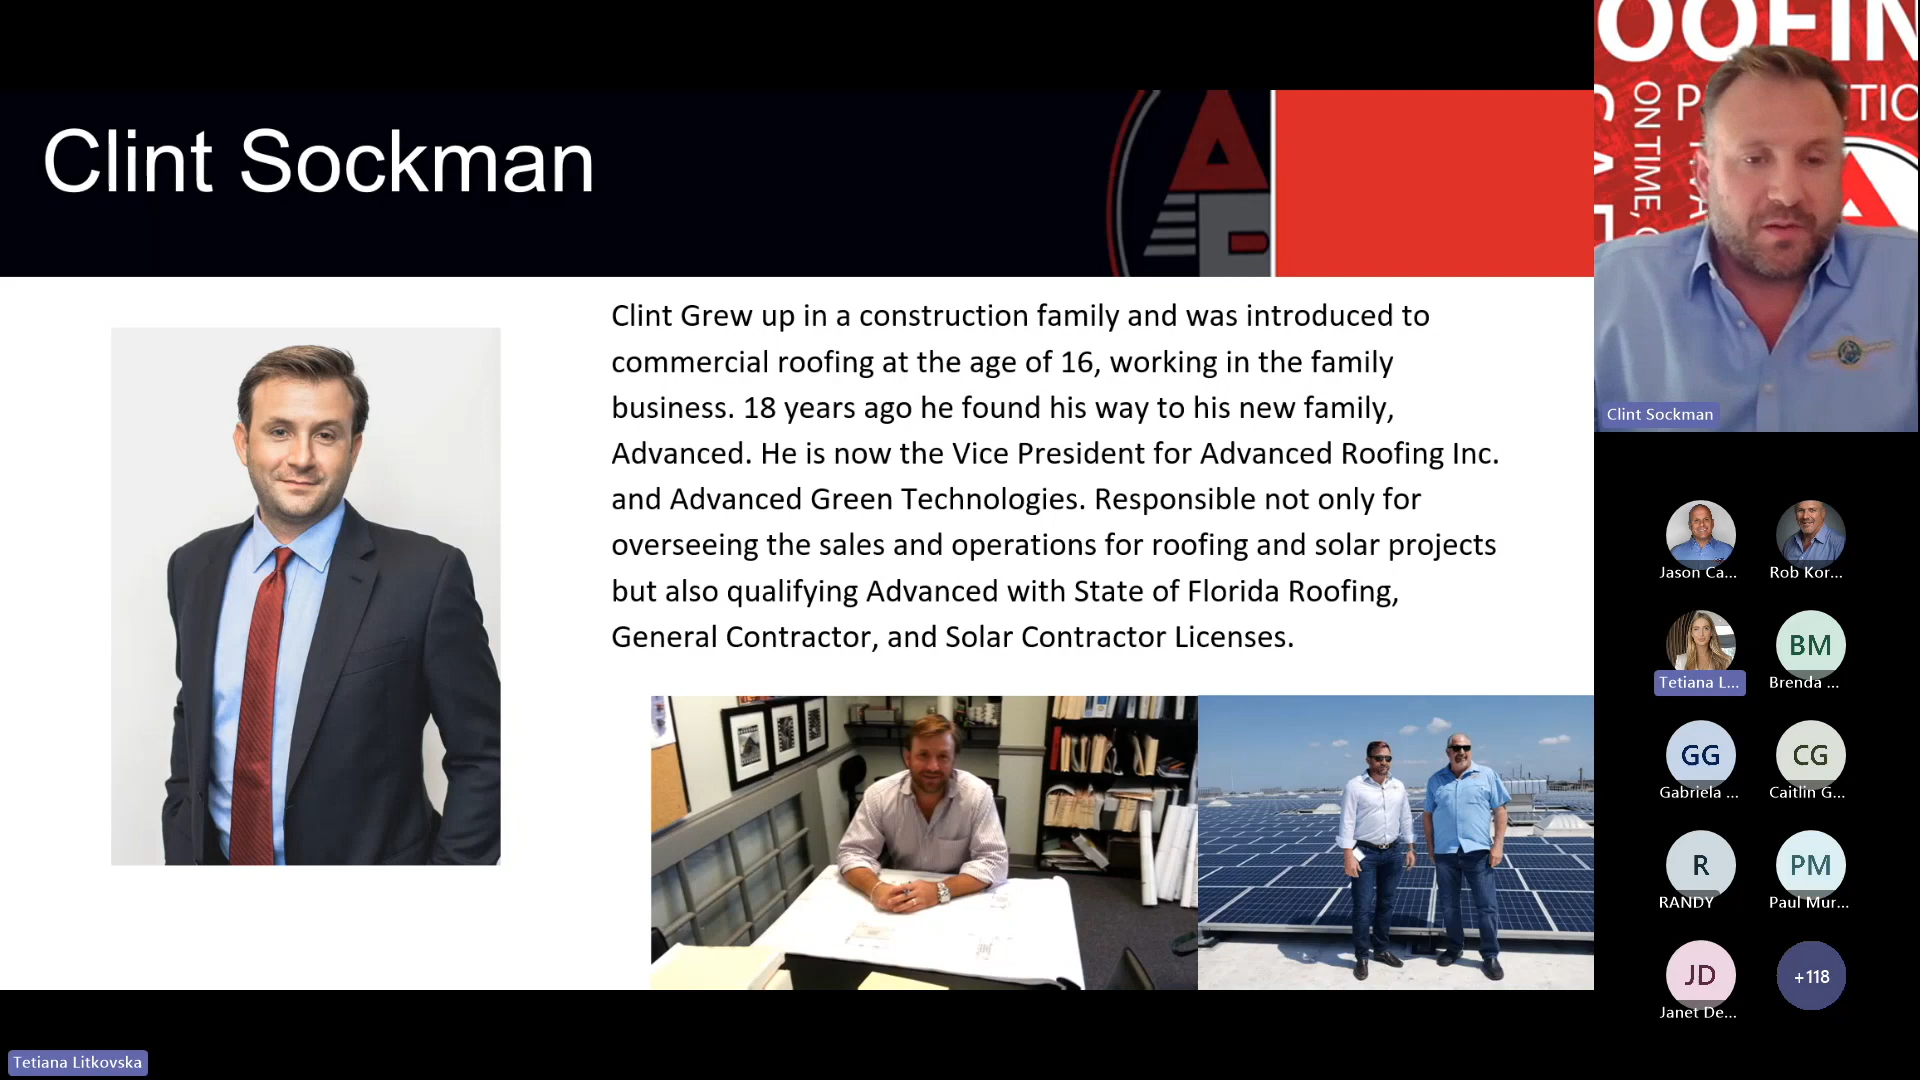 Clint Sockman
Clint Grew up in a construction family and was introduced to
commercial roofing at the age of 16, working in the family
business. 18 years ago he found his way to his new family,
Advanced. He is now the Vice President for Advanced Roofing Inc.
and Advanced Green Technologies. Responsible not only for
overseeing the sales and operations for roofing and solar projects
but also qualifying Advanced with State of Florida Roofing,
General Contractor, and Solar Contractor Licenses.
OOFIN
ON TIME,
Clint Sockman
Jason Ca...
Rob Kor...
Tetiana L...
BM
Brenda ...
GG
Gabriela ...
CG
Caitlin G...
R
RANDY
PM
Paul Mur...
JD
Janet De...
+118
Tetiana Litkovska